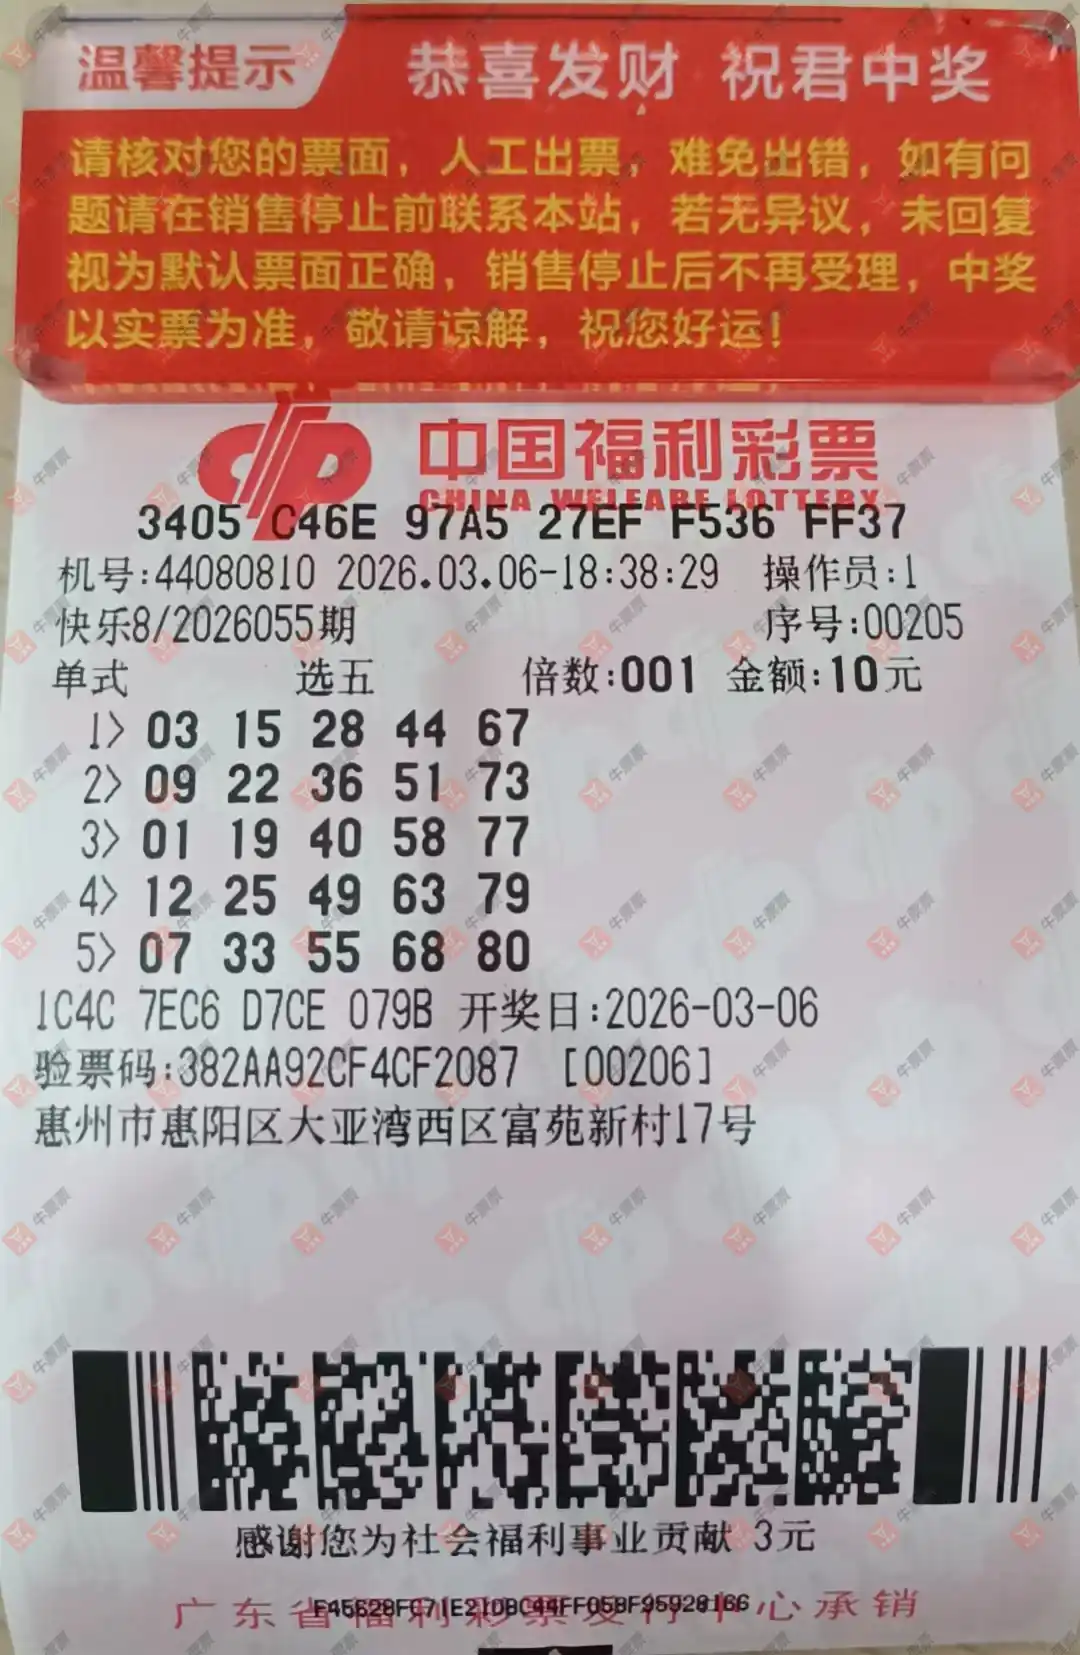 温馨提示 恭喜发财 祝君中奖
请核对您的票面，人工出票，难免出错，如有问
题请在销售停止前联系本站，若无异议，未回复
视为默认票面正确，销售停止后不再受理，中奖
以实票为准，敬请谅解，祝您好运！
中国福利彩票
CHINA WELFARE LOTTERY
3405 C46E 97A5 27EF F536 FF37
机号:44080810 2026.03.06-18:38:29 操作员:1
快乐8/2026055期 序号:00205
单式 选五 倍数:001 金额:10元
1> 03 15 28 44 67
2> 09 22 36 51 73
3> 01 19 40 58 77
4> 12 25 49 63 79
5> 07 33 55 68 80
1C4C 7EC6 D7CE 079B 开奖日:2026-03-06
验票码:382AA92CF4CF2087 [00206]
惠州市惠阳区大亚湾西区富苑新村17号
感谢您为社会福利事业贡献 3元
广东省福利彩票发行中心承销
牛票票